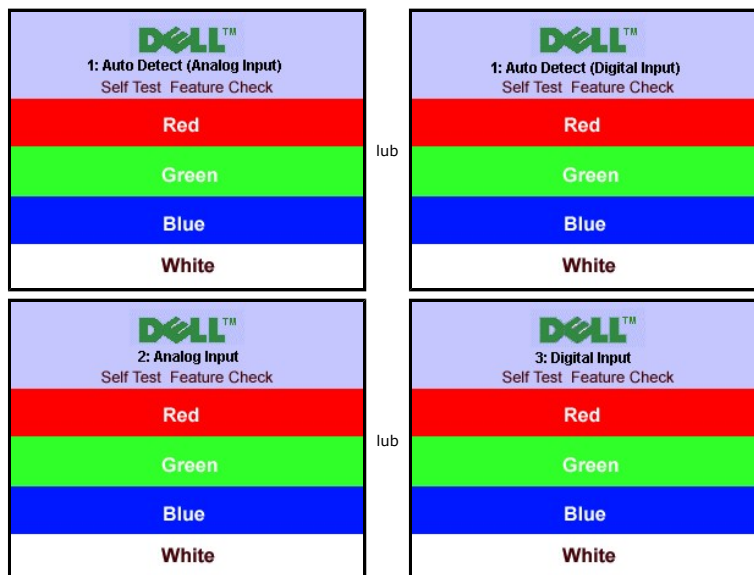 DELL™
1: Auto Detect (Analog Input)
Self Test Feature Check
Red
Green
Blue
White
lub
DELL™
1: Auto Detect (Digital Input)
Self Test Feature Check
Red
Green
Blue
White
DELL™
2: Analog Input
Self Test Feature Check
Red
Green
Blue
White
lub
DELL™
3: Digital Input
Self Test Feature Check
Red
Green
Blue
White